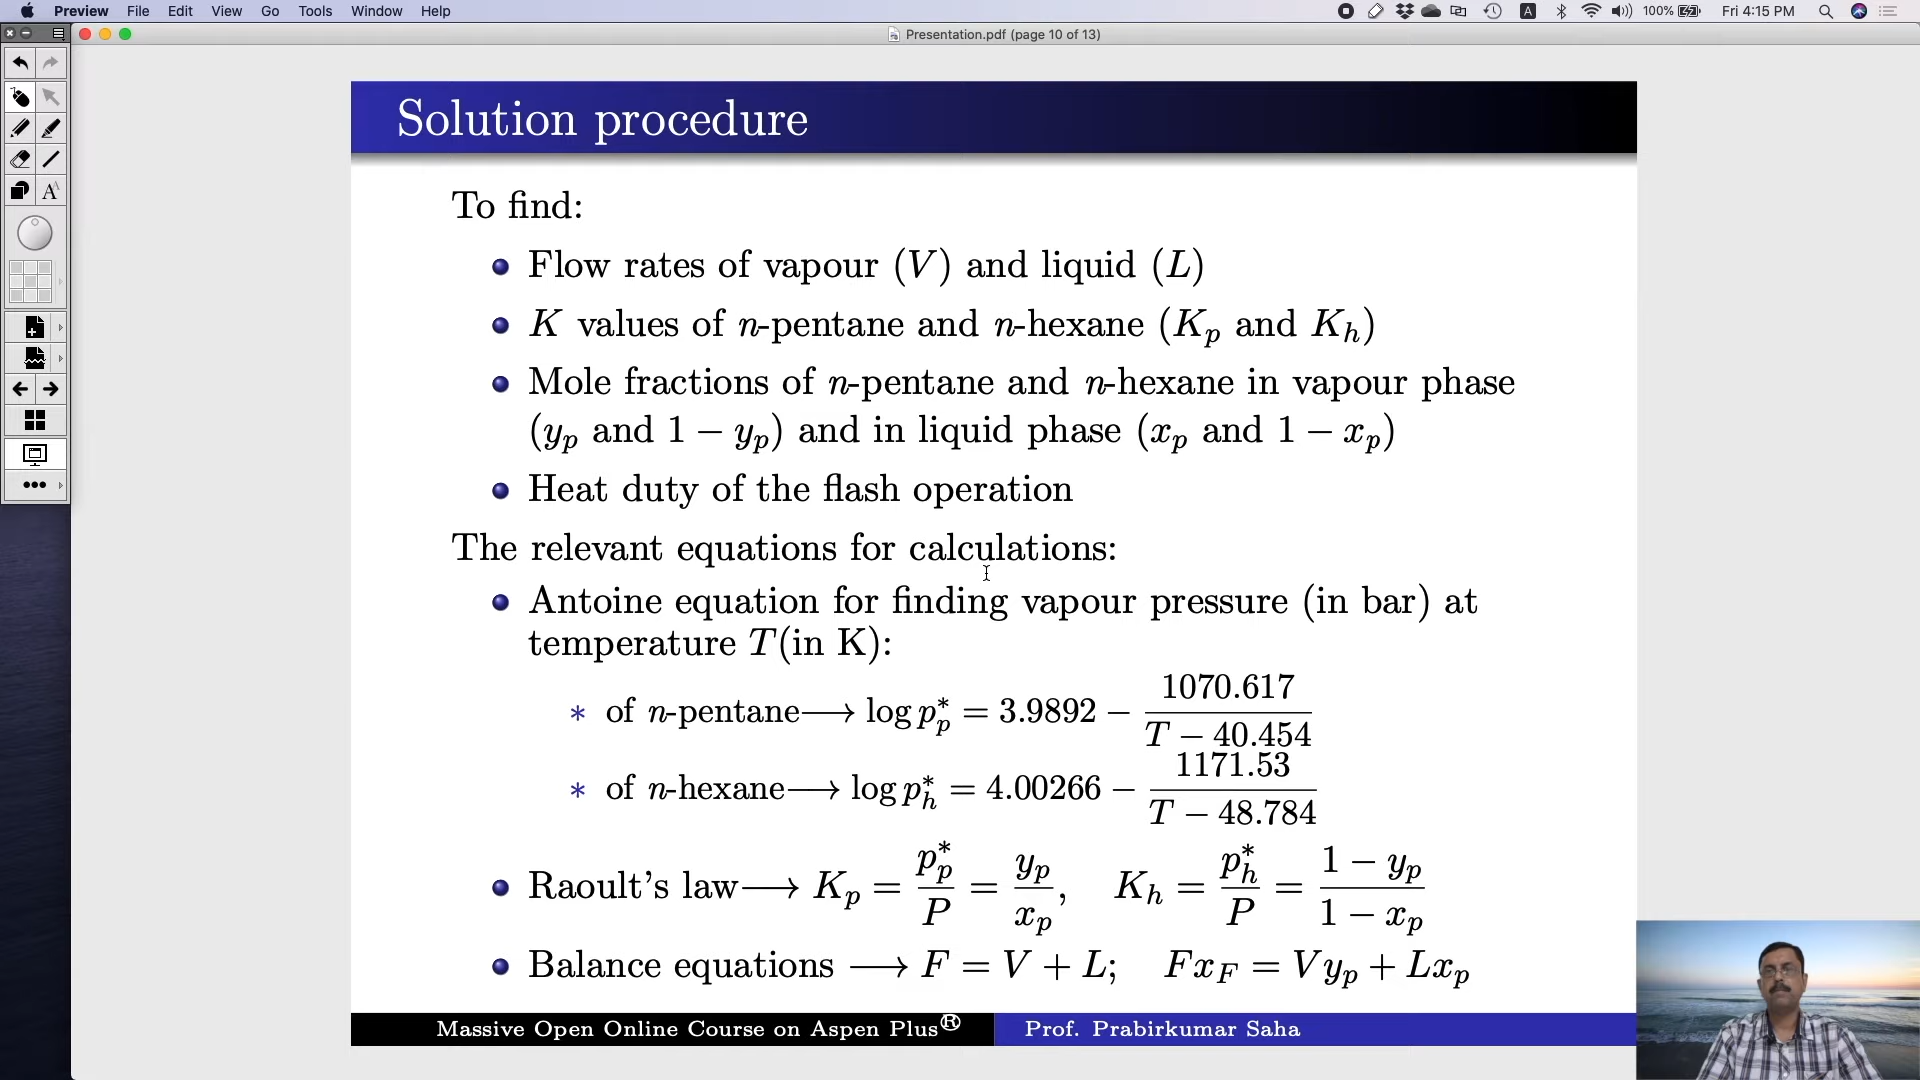 Preview File Edit View Go Tools Window Help
A 100% Fri 4:15 PM
Presentation.pdf (page 10 of 13)
A
Solution procedure
To find:
Flow rates of vapour (V) and liquid (L)
K values of n-pentane and n-hexane (K_p and K_h)
Mole fractions of n-pentane and n-hexane in vapour phase
(y_p and 1 − y_p) and in liquid phase (x_p and 1 − x_p)
Heat duty of the flash operation
The relevant equations for calculations:
Antoine equation for finding vapour pressure (in bar) at
temperature T(in K):
* of n-pentane⟶ log p_p^* = 3.9892 − 1070.617 / (T − 40.454)
* of n-hexane⟶ log p_h^* = 4.00266 − 1171.53 / (T − 48.784)
Raoult's law⟶ K_p = p_p^*/P = y_p/x_p, K_h = p_h^*/P = (1 − y_p)/(1 − x_p)
Balance equations ⟶ F = V + L; Fx_F = Vy_p + Lx_p
Massive Open Online Course on Aspen Plus® Prof. Prabirkumar Saha